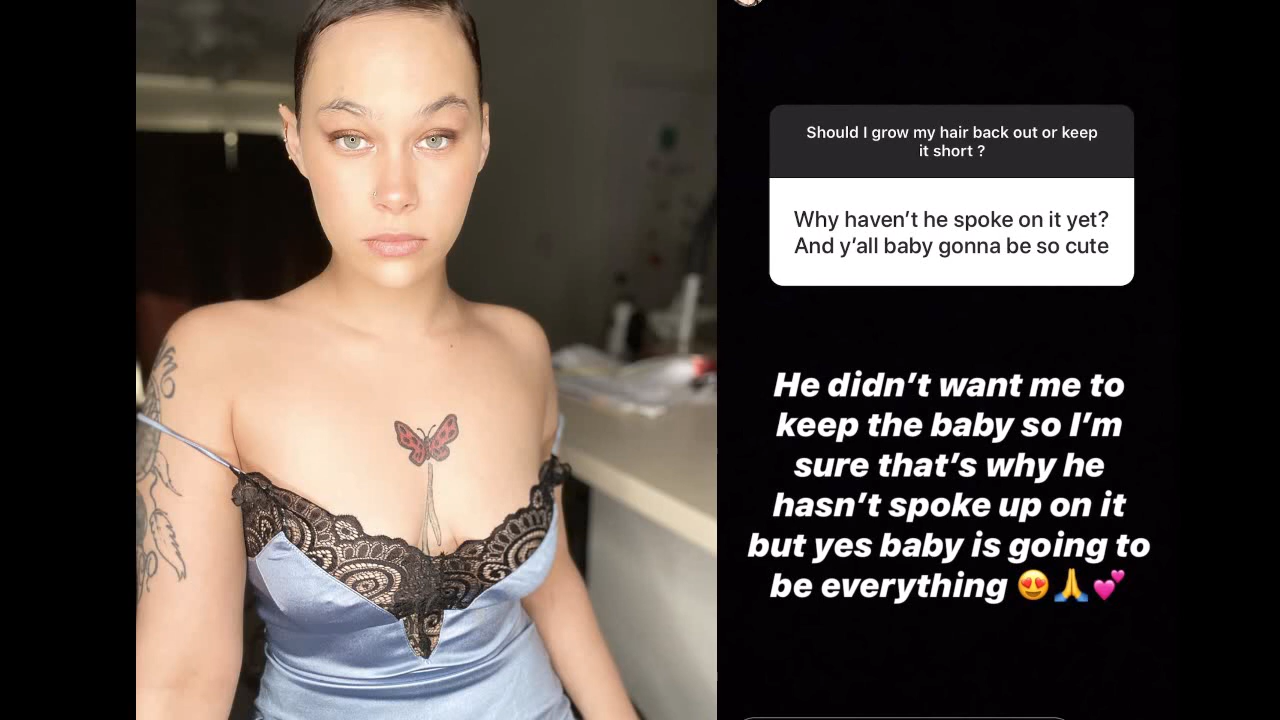 Should I grow my hair back out or keep
it short ?
Why haven’t he spoke on it yet?
And y’all baby gonna be so cute
He didn’t want me to
keep the baby so I’m
sure that’s why he
hasn’t spoke up on it
but yes baby is going to
be everything 😍🙏💕